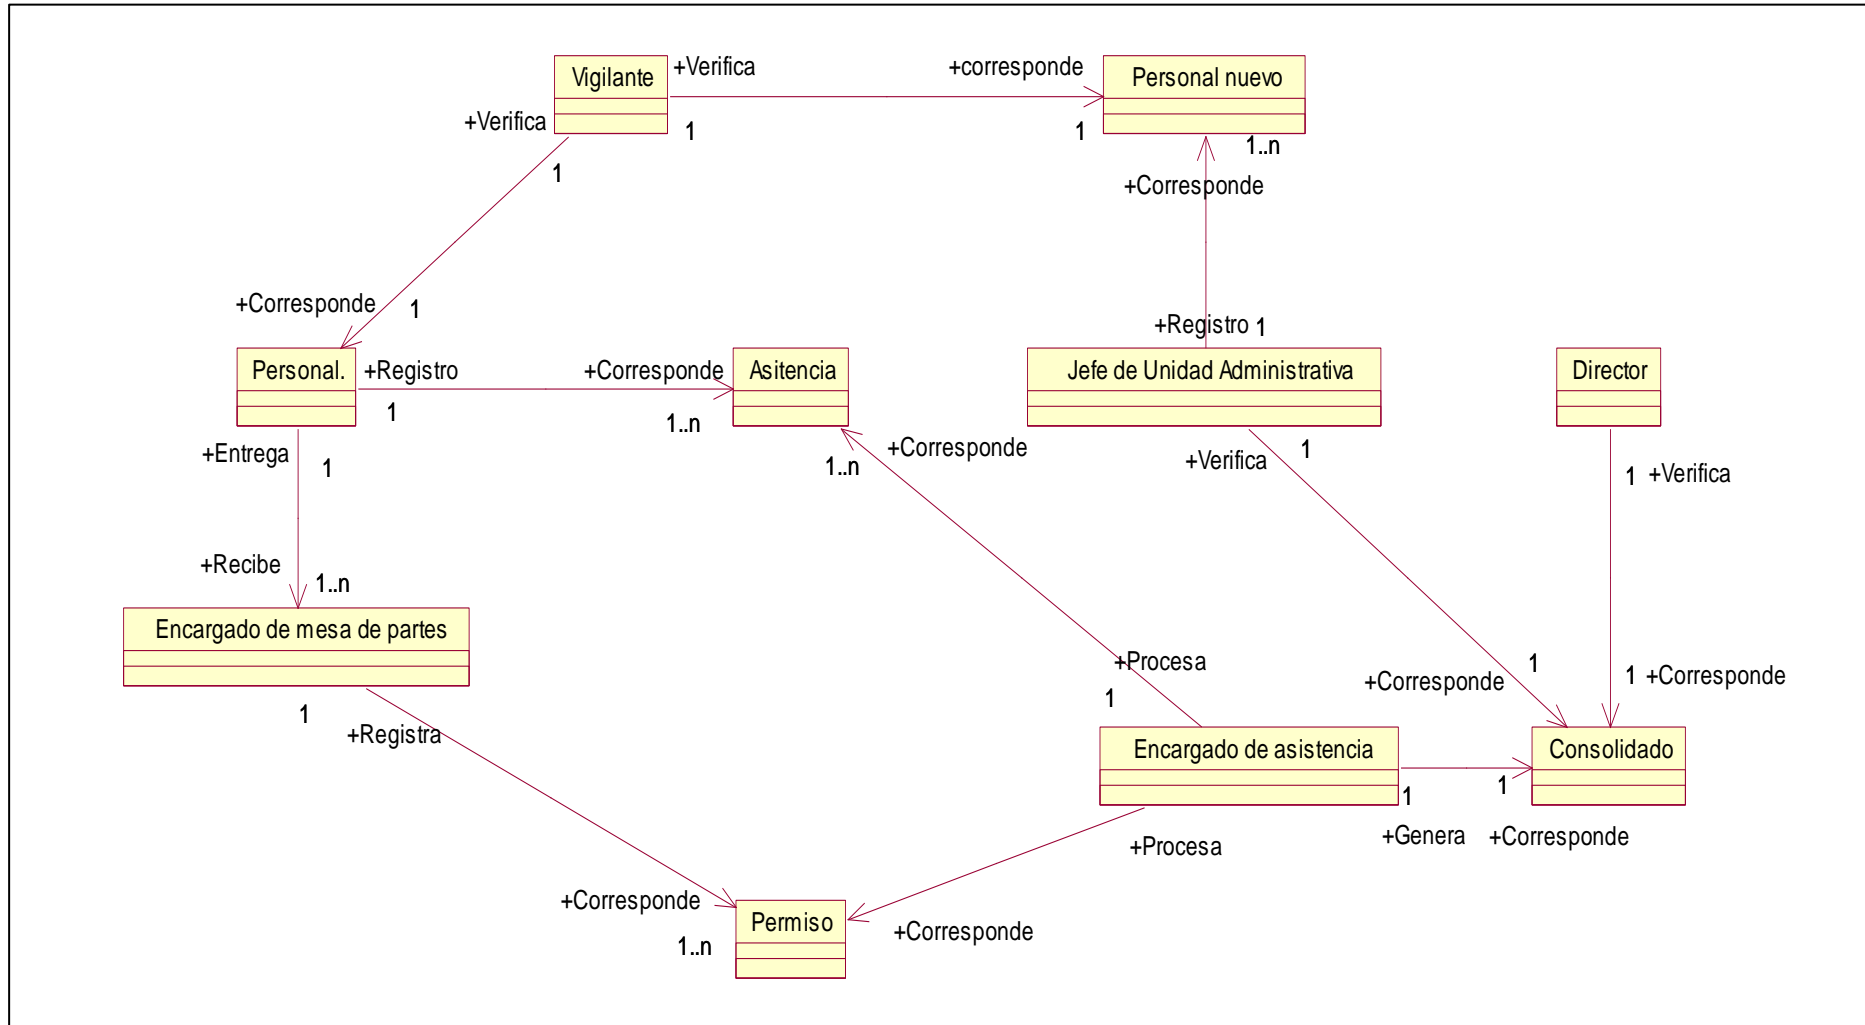 Vigilante
+Verifica
+corresponde
Personal nuevo
+Verifica
1
1
1..n
1
+Corresponde
+Corresponde
1
+Registro
1
Personal.
+Registro
+Corresponde
Asitencia
Jefe de Unidad Administrativa
Director
1
1..n
+Entrega
1
+Corresponde
1..n
1
+Verifica
1
+Verifica
+Recibe
1..n
Encargado de mesa de partes
+Procesa
1
1
+Corresponde
1
+Corresponde
1
+Registra
Encargado de asistencia
Consolidado
1
1
+Procesa
+Genera
+Corresponde
+Corresponde
1..n
Permiso
+Corresponde